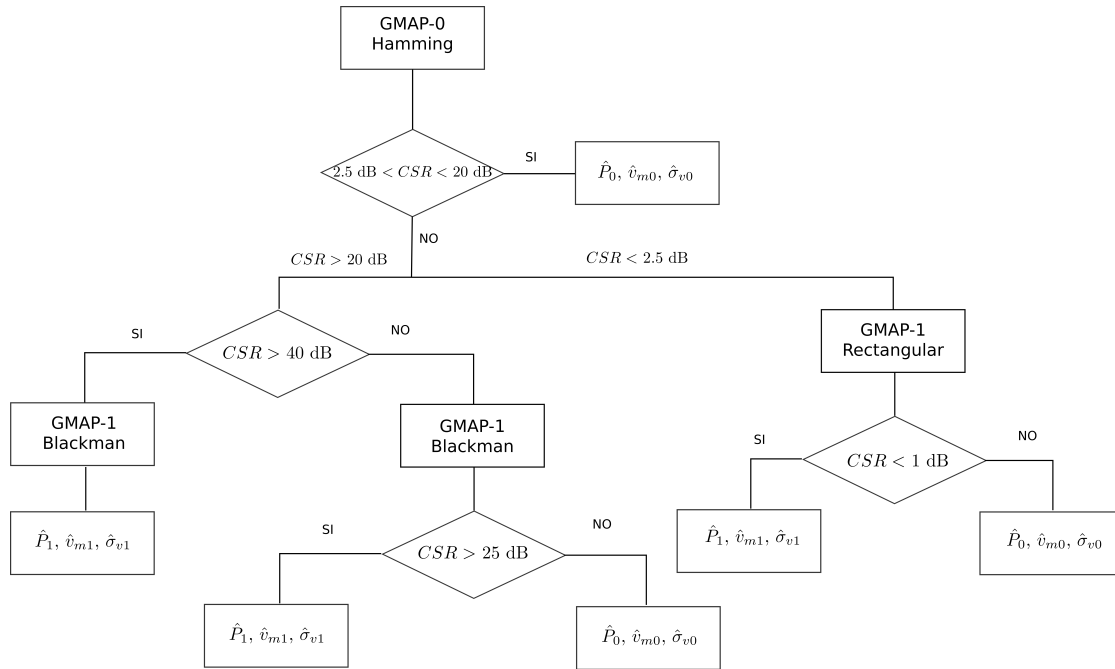 GMAP-0
Hamming
2.5 dB < CSR < 20 dB
SI
P̂₀, v̂ₘ₀, σ̂ᵥ₀
NO
CSR > 20 dB
CSR < 2.5 dB
SI
CSR > 40 dB
NO
GMAP-1
Rectangular
GMAP-1
Blackman
GMAP-1
Blackman
SI
CSR < 1 dB
NO
P̂₁, v̂ₘ₁, σ̂ᵥ₁
SI
CSR > 25 dB
NO
P̂₁, v̂ₘ₁, σ̂ᵥ₁
P̂₀, v̂ₘ₀, σ̂ᵥ₀
P̂₁, v̂ₘ₁, σ̂ᵥ₁
P̂₀, v̂ₘ₀, σ̂ᵥ₀